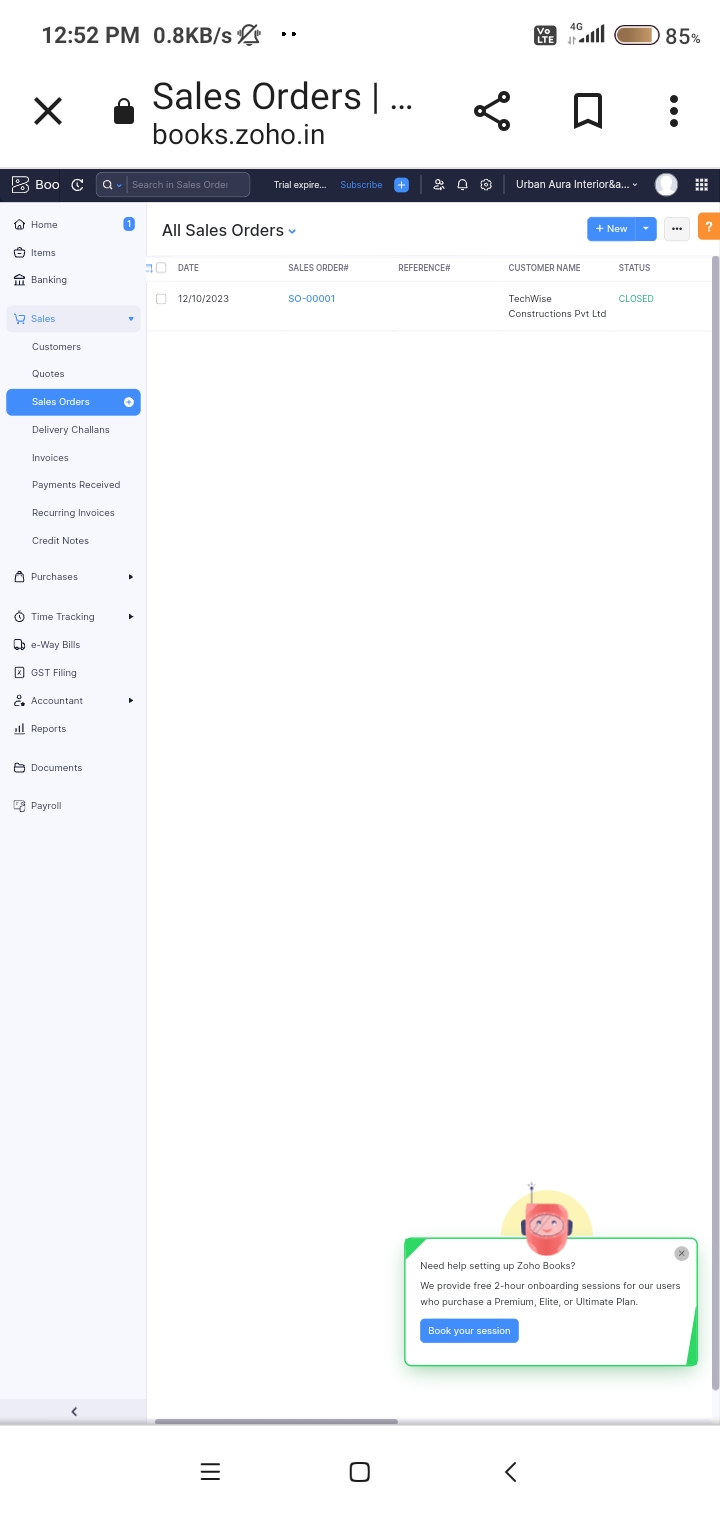 12:52 PM 0.8KB/s
Vo LTE 4G 85%
Sales Orders | ...
books.zoho.in
Boo
Search in Sales Order
Trial expire... Subscribe
Urban Aura Interior&a...
Home 1
Items
Banking
Sales
Customers
Quotes
Sales Orders
Delivery Challans
Invoices
Payments Received
Recurring Invoices
Credit Notes
Purchases
Time Tracking
e-Way Bills
GST Filing
Accountant
Reports
Documents
Payroll
All Sales Orders
+ New
?
DATE SALES ORDER# REFERENCE# CUSTOMER NAME STATUS
12/10/2023 SO-00001 TechWise CLOSED
Constructions Pvt Ltd
Need help setting up Zoho Books?
We provide free 2-hour onboarding sessions for our users
who purchase a Premium, Elite, or Ultimate Plan.
Book your session